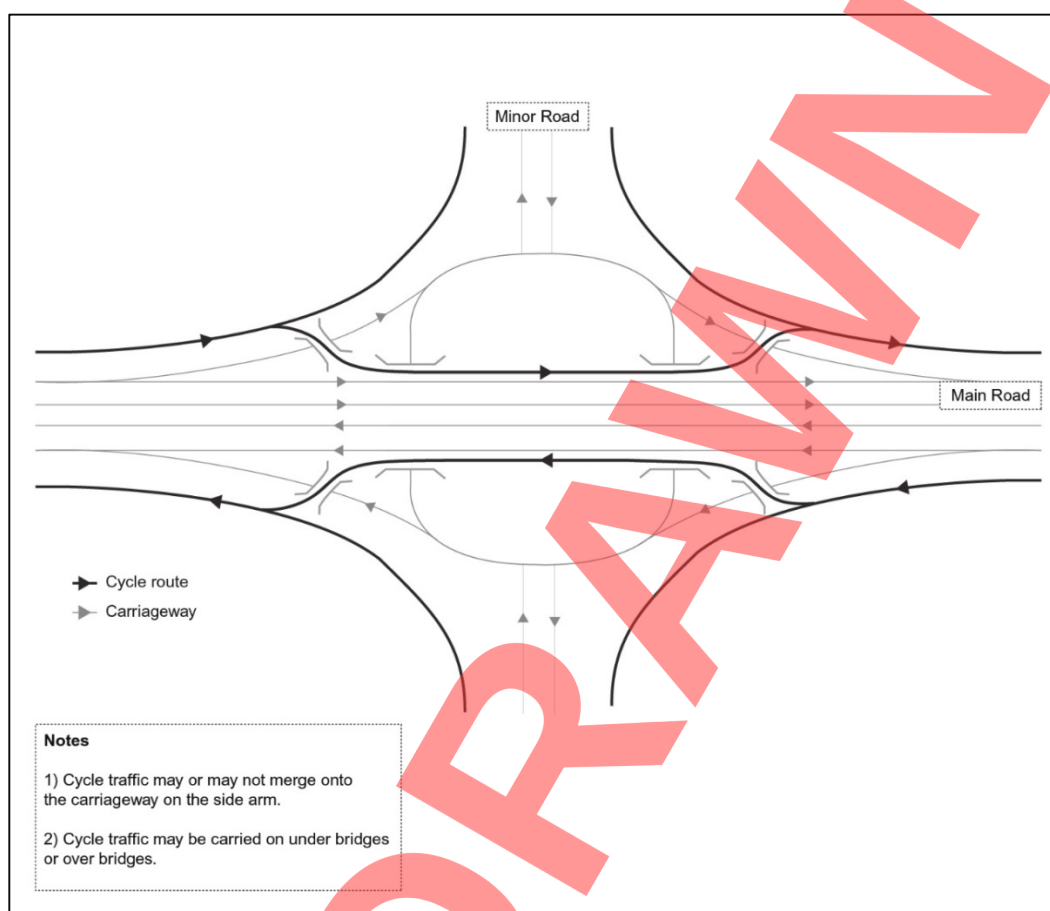 Minor Road
Main Road
Cycle route
Carriageway
Notes
1) Cycle traffic may or may not merge onto
the carriageway on the side arm.
2) Cycle traffic may be carried on under bridges
or over bridges.